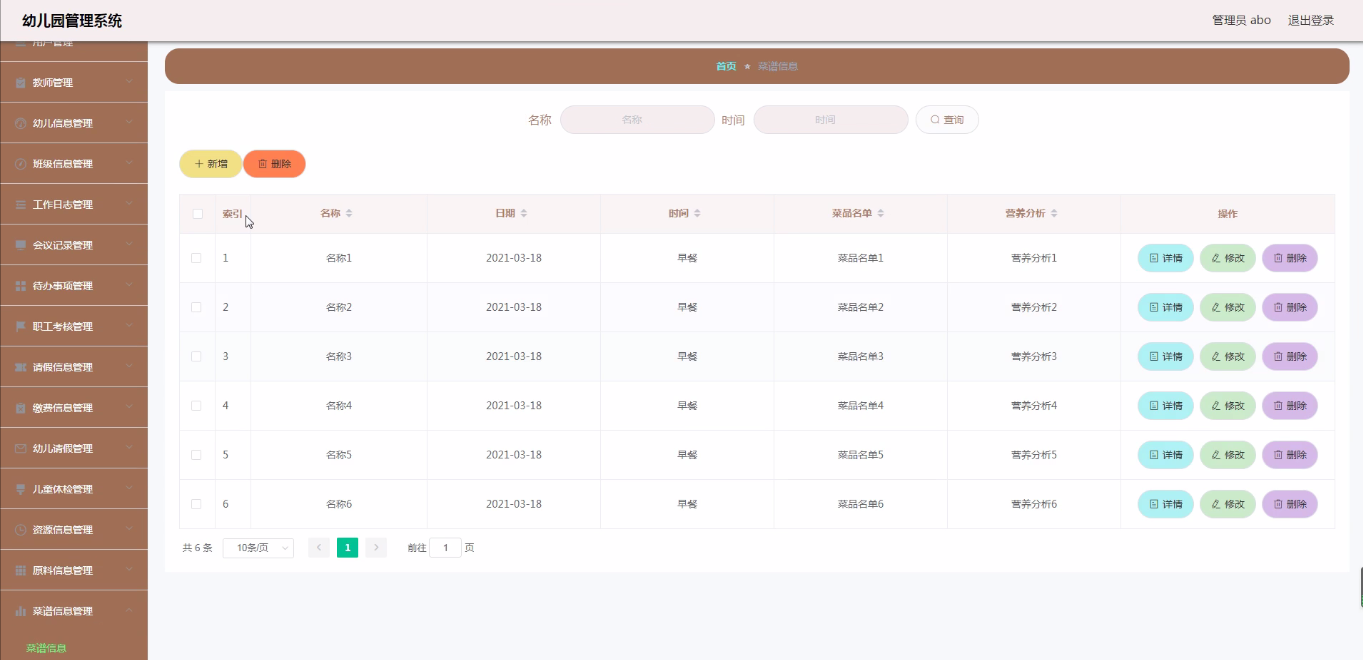 幼儿园管理系统
管理员 abo 退出登录
用户管理
教师管理
幼儿信息管理
班级信息管理
工作日志管理
会议记录管理
待办事项管理
职工考核管理
请假信息管理
缴费信息管理
幼儿请假管理
儿童体检管理
资源信息管理
原料信息管理
菜谱信息管理
菜谱信息
首页 菜谱信息
名称 名称 时间 时间 查询
新增 删除
索引 名称 日期 时间 菜品名单 营养分析 操作
1 名称1 2021-03-18 早餐 菜品名单1 营养分析1 详情 修改 删除
2 名称2 2021-03-18 早餐 菜品名单2 营养分析2 详情 修改 删除
3 名称3 2021-03-18 早餐 菜品名单3 营养分析3 详情 修改 删除
4 名称4 2021-03-18 早餐 菜品名单4 营养分析4 详情 修改 删除
5 名称5 2021-03-18 早餐 菜品名单5 营养分析5 详情 修改 删除
6 名称6 2021-03-18 早餐 菜品名单6 营养分析6 详情 修改 删除
共 6 条 10条/页 1 前往 1 页